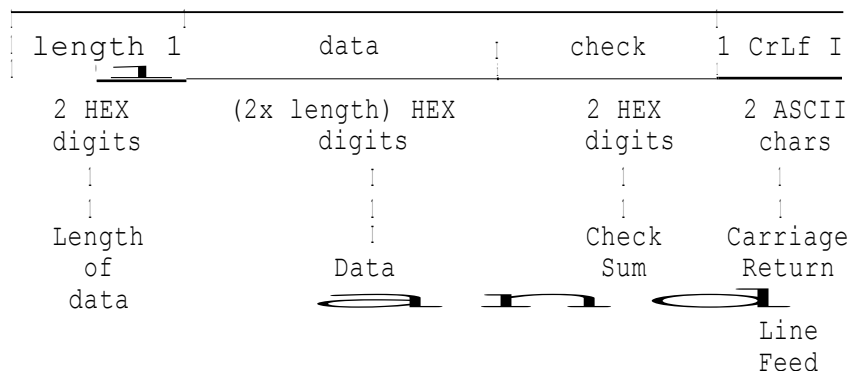 length 1 data check 1 CrLf I
2 HEX (2x length) HEX 2 HEX 2 ASCII
digits digits digits chars
Length Check Carriage
of Data Sum Return
data
Line
Feed